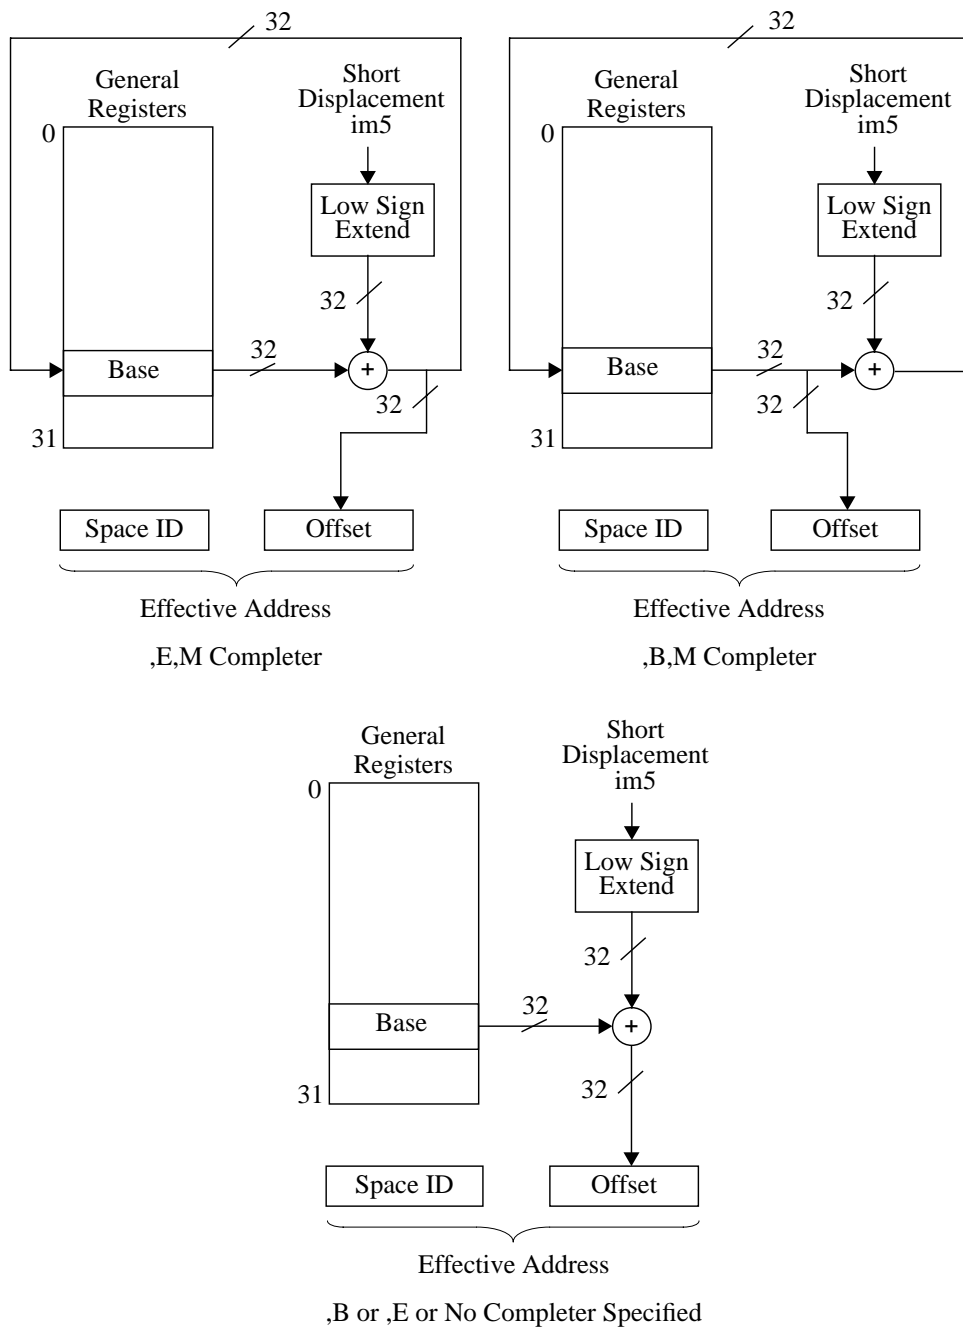 32
General
Registers
Short
Displacement
im5
0
Low Sign
Extend
32
Base
32
+
32
31
Space ID
Offset
Effective Address
,E,M Completer
32
General
Registers
Short
Displacement
im5
0
Low Sign
Extend
32
Base
32
+
32
31
Space ID
Offset
Effective Address
,B,M Completer
General
Registers
Short
Displacement
im5
0
Low Sign
Extend
32
Base
32
+
32
31
Space ID
Offset
Effective Address
,B or ,E or No Completer Specified